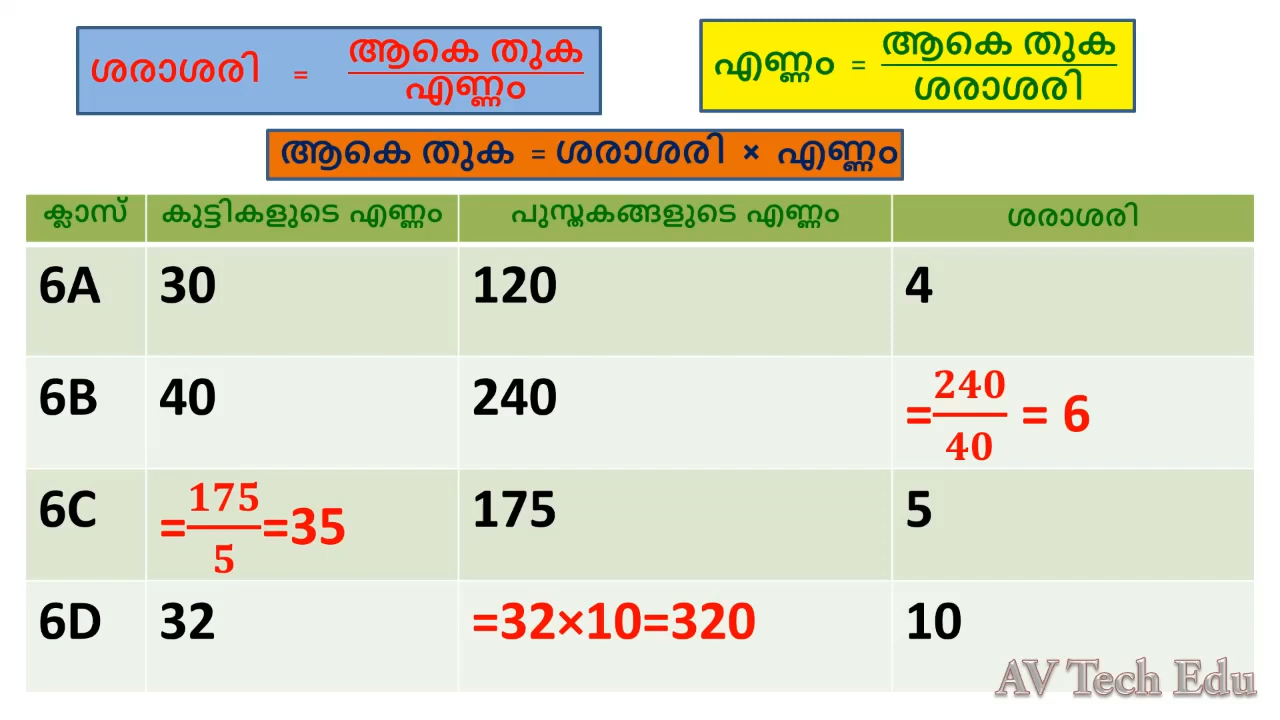 ശരാശരി = ആകെ തുക / എണ്ണം
എണ്ണം = ആകെ തുക / ശരാശരി
ആകെ തുക = ശരാശരി × എണ്ണം
ക്ലാസ് കുട്ടികളുടെ എണ്ണം പുസ്തകങ്ങളുടെ എണ്ണം ശരാശരി
6A 30 120 4
6B 40 240 =240/40 = 6
6C =175/5=35 175 5
6D 32 =32×10=320 10
AV Tech Edu